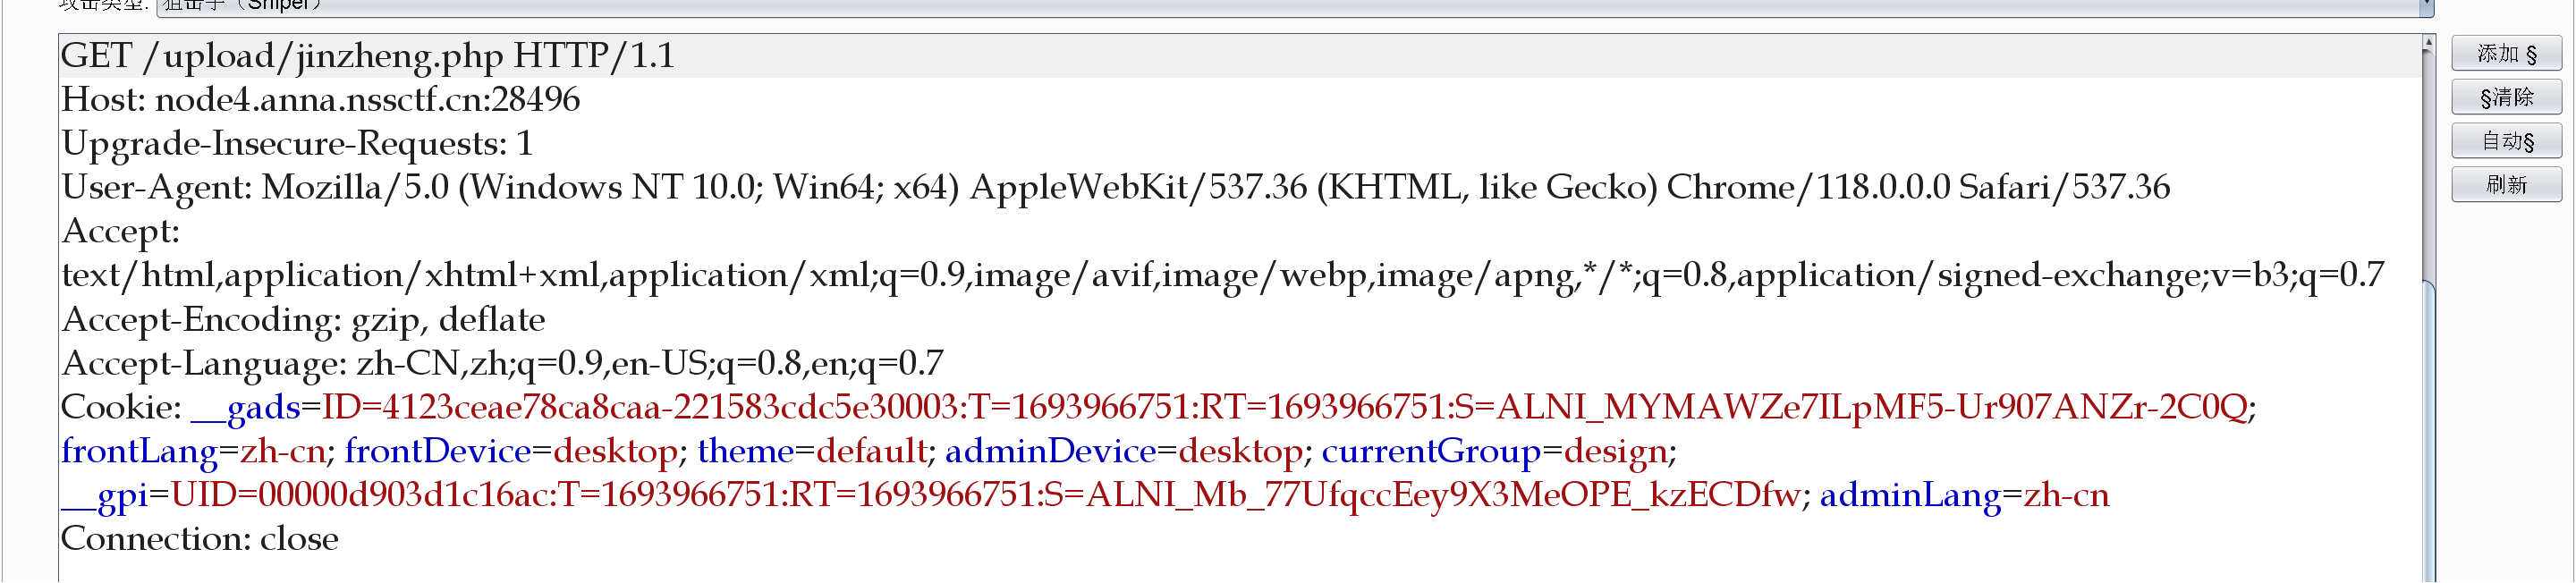 攻击类型: 狙击手（Sniper）
GET /upload/jinzheng.php HTTP/1.1
Host: node4.anna.nssctf.cn:28496
Upgrade-Insecure-Requests: 1
User-Agent: Mozilla/5.0 (Windows NT 10.0; Win64; x64) AppleWebKit/537.36 (KHTML, like Gecko) Chrome/118.0.0.0 Safari/537.36
Accept:
text/html,application/xhtml+xml,application/xml;q=0.9,image/avif,image/webp,image/apng,*/*;q=0.8,application/signed-exchange;v=b3;q=0.7
Accept-Encoding: gzip, deflate
Accept-Language: zh-CN,zh;q=0.9,en-US;q=0.8,en;q=0.7
Cookie: __gads=ID=4123ceae78ca8caa-221583cdc5e30003:T=1693966751:RT=1693966751:S=ALNI_MYMAWZe7ILpMF5-Ur907ANZr-2C0Q;
frontLang=zh-cn; frontDevice=desktop; theme=default; adminDevice=desktop; currentGroup=design;
__gpi=UID=00000d903d1c16ac:T=1693966751:RT=1693966751:S=ALNI_Mb_77UfqccEey9X3MeOPE_kzECDfw; adminLang=zh-cn
Connection: close
添加 §
§清除
自动§
刷新